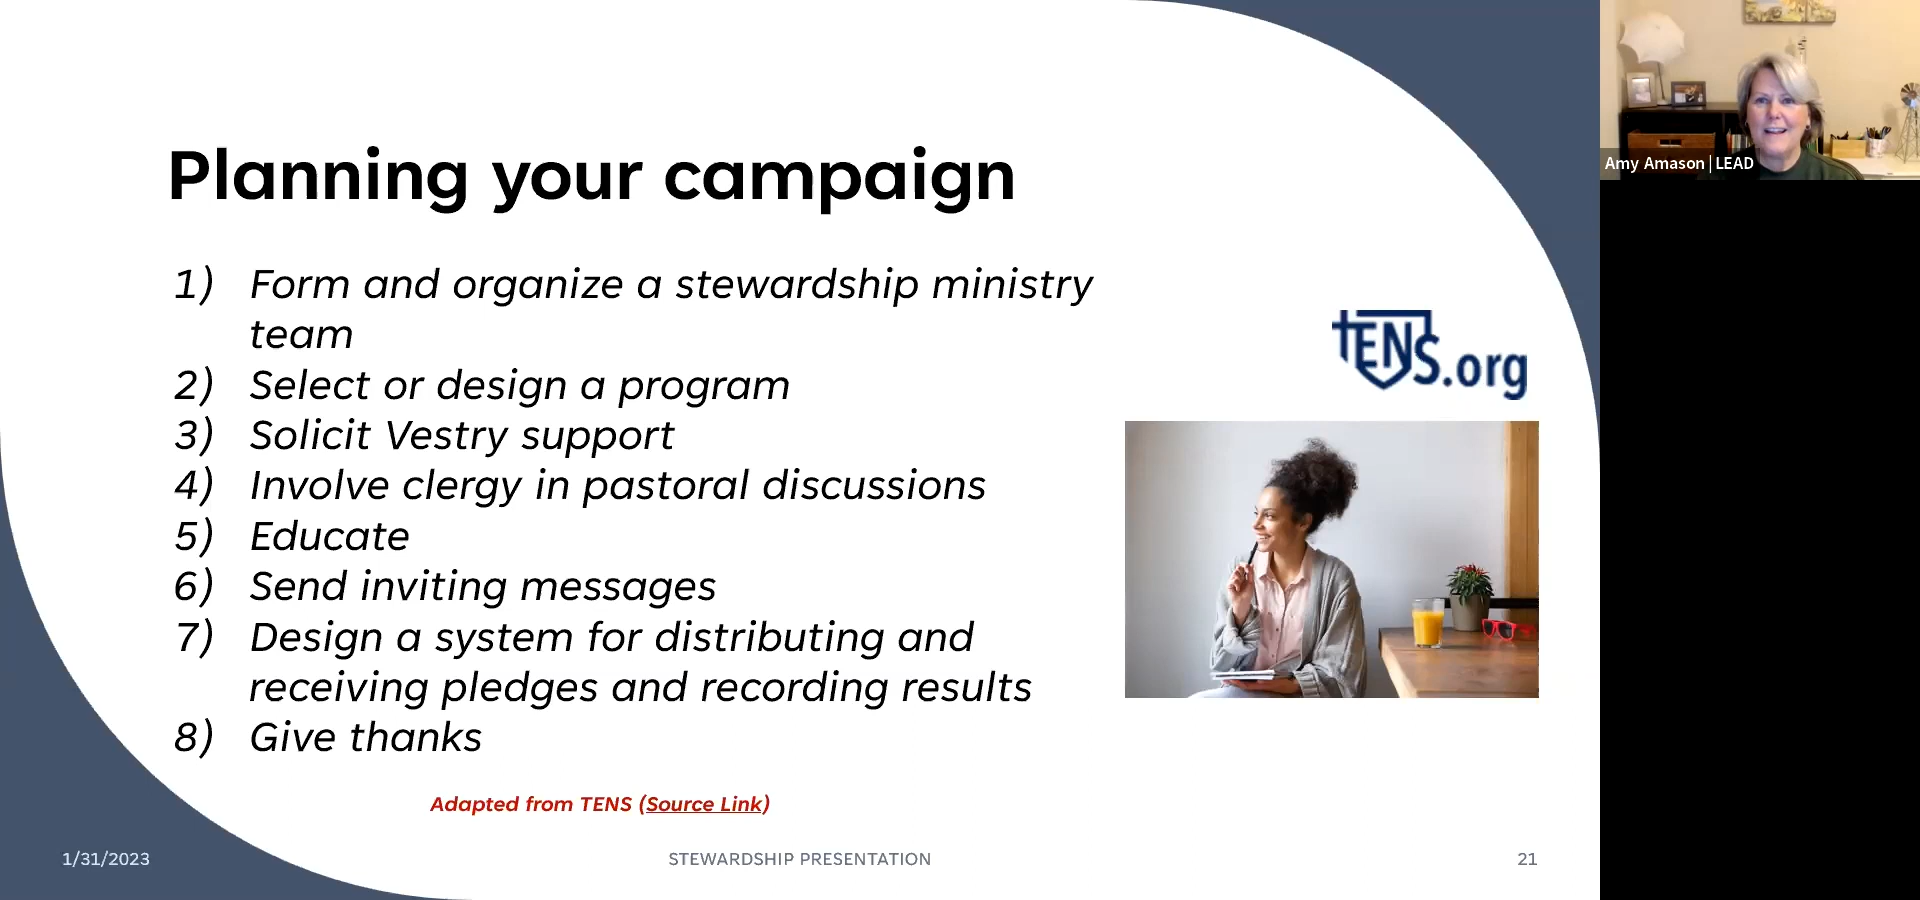 Planning your campaign
1) Form and organize a stewardship ministry
team
2) Select or design a program
3) Solicit Vestry support
4) Involve clergy in pastoral discussions
5) Educate
6) Send inviting messages
7) Design a system for distributing and
receiving pledges and recording results
8) Give thanks
Adapted from TENS (Source Link)
tENS.org
1/31/2023
STEWARDSHIP PRESENTATION
21
Amy Amason | LEAD